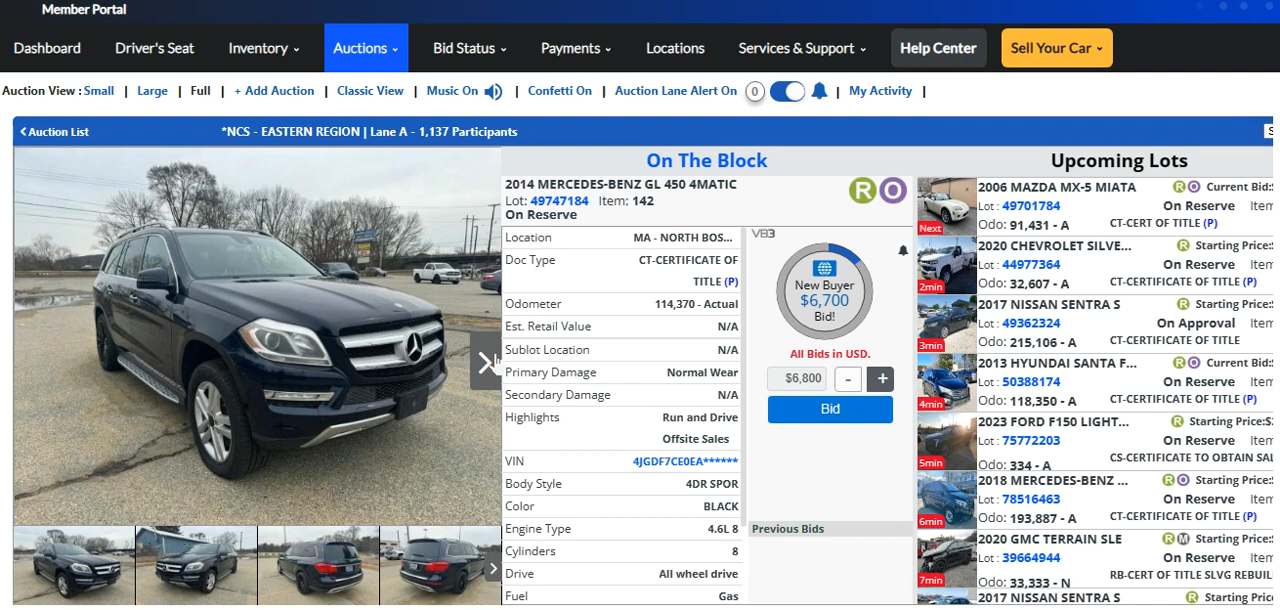 Member Portal
Dashboard Driver's Seat Inventory Auctions Bid Status Payments Locations Services & Support Help Center Sell Your Car
Auction View : Small | Large | Full | + Add Auction | Classic View | Music On | Confetti On | Auction Lane Alert On 0 | My Activity |
Auction List *NCS - EASTERN REGION | Lane A - 1,137 Participants
On The Block
2014 MERCEDES-BENZ GL 450 4MATIC
Lot: 49747184 Item: 142
On Reserve
R O
Location MA - NORTH BOS...
Doc Type CT-CERTIFICATE OF
TITLE (P)
Odometer 114,370 - Actual
Est. Retail Value N/A
Sublot Location N/A
Primary Damage Normal Wear
Secondary Damage N/A
Highlights Run and Drive
Offsite Sales
VIN 4JGDF7CE0EA******
Body Style 4DR SPOR
Color BLACK
Engine Type 4.6L 8
Cylinders 8
Drive All wheel drive
Fuel Gas
VB3
New Buyer
$6,700
Bid!
All Bids in USD.
$6,800 - +
Bid
Previous Bids
Upcoming Lots
2006 MAZDA MX-5 MIATA R O Current Bid:
Lot : 49701784 On Reserve Item
Next Odo: 91,431 - A CT-CERT OF TITLE (P)
2020 CHEVROLET SILVE... R Starting Price:
Lot : 44977364 On Reserve Item
2min Odo: 32,607 - A CT-CERTIFICATE OF TITLE (P)
2017 NISSAN SENTRA S R Starting Price:
Lot : 49362324 On Approval Item
3min Odo: 215,106 - A CT-CERTIFICATE OF TITLE
2013 HYUNDAI SANTA F... R O Current Bid:
Lot : 50388174 On Reserve Item
4min Odo: 118,350 - A CT-CERTIFICATE OF TITLE (P)
2023 FORD F150 LIGHT... R Starting Price:
Lot : 75772203 On Reserve Item
5min Odo: 334 - A CS-CERTIFICATE TO OBTAIN SAL
2018 MERCEDES-BENZ ... R O Starting Price:
Lot : 78516463 On Reserve Item
6min Odo: 193,887 - A CT-CERTIFICATE OF TITLE (P)
2020 GMC TERRAIN SLE R M Starting Price:
Lot : 39664944 On Reserve Item
7min Odo: 33,333 - N RB-CERT OF TITLE SLVG REBUIL
2017 NISSAN SENTRA S R Starting Price